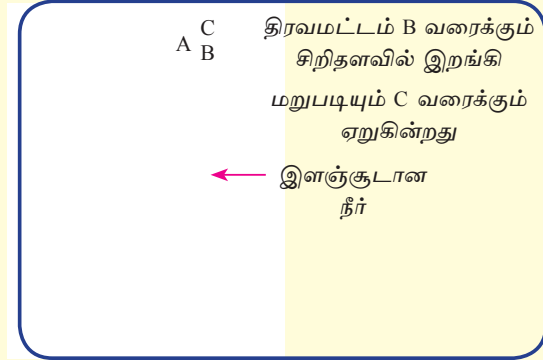 C
A
B
திரவமட்டம் B வரைக்கும்
சிறிதளவில் இறங்கி
மறுபடியும் C வரைக்கும்
ஏறுகின்றது
இளஞ்சூடான
நீர்